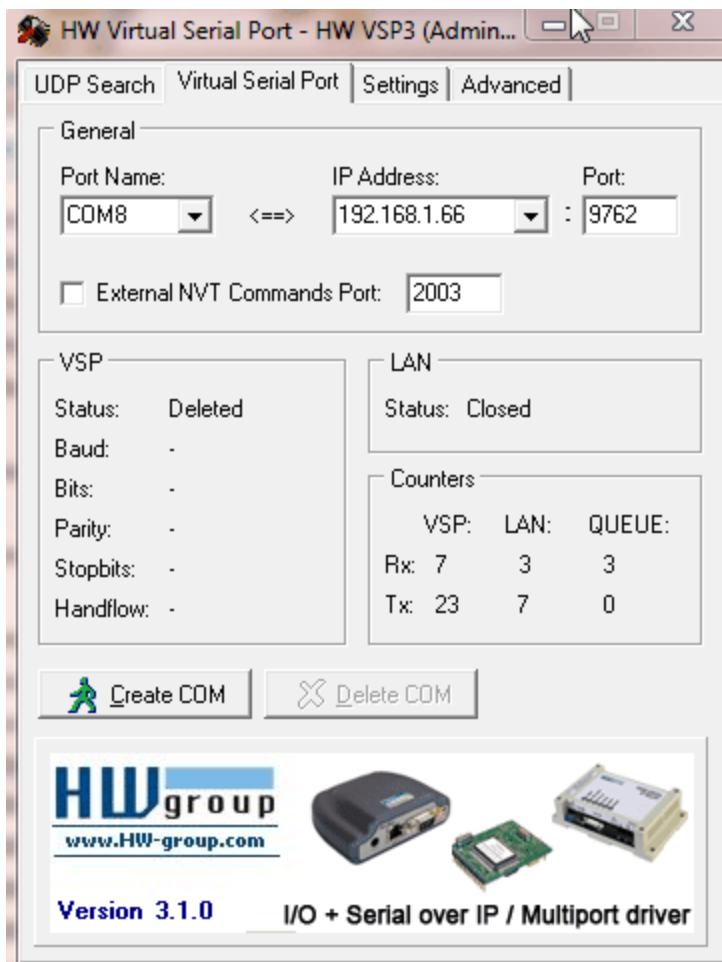 HW Virtual Serial Port - HW VSP3 (Admin...
UDP Search Virtual Serial Port Settings Advanced
General
Port Name: IP Address: Port:
COM8 <==> 192.168.1.66 : 9762
External NVT Commands Port: 2003
VSP
Status: Deleted
Baud: -
Bits: -
Parity: -
Stopbits: -
Handflow: -
LAN
Status: Closed
Counters
VSP: LAN: QUEUE:
Rx: 7 3 3
Tx: 23 7 0
Create COM Delete COM
HW group
www.HW-group.com
Version 3.1.0
I/O + Serial over IP / Multiport driver